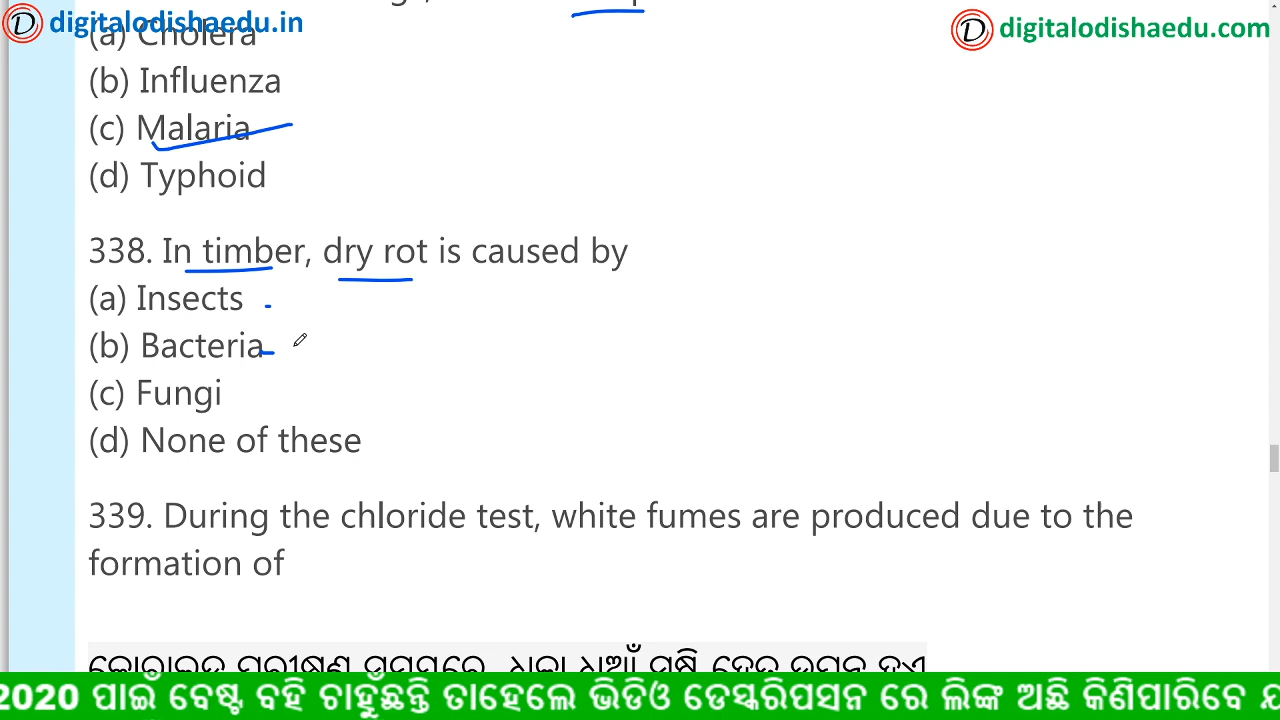 digitalodishaedu.in
digitalodishaedu.com
(a) Cholera
(b) Influenza
(c) Malaria
(d) Typhoid
338. In timber, dry rot is caused by
(a) Insects
(b) Bacteria
(c) Fungi
(d) None of these
339. During the chloride test, white fumes are produced due to the
formation of
2020 ପାଇଁ ବେଷ୍ଟ ବହି ଚାହୁଁଛନ୍ତି ତାହେଲେ ଭିଡିଓ ଡେସ୍କରିପସନ ରେ ଲିଙ୍କ ଅଛି କିଣିପାରିବେ